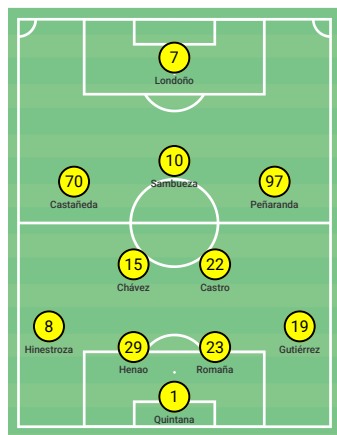 7
Londoño
10
Sambueza
70
Castañeda
97
Peñaranda
15
Chávez
22
Castro
8
Hinestroza
19
Gutiérrez
29
Henao
23
Romaña
1
Quintana